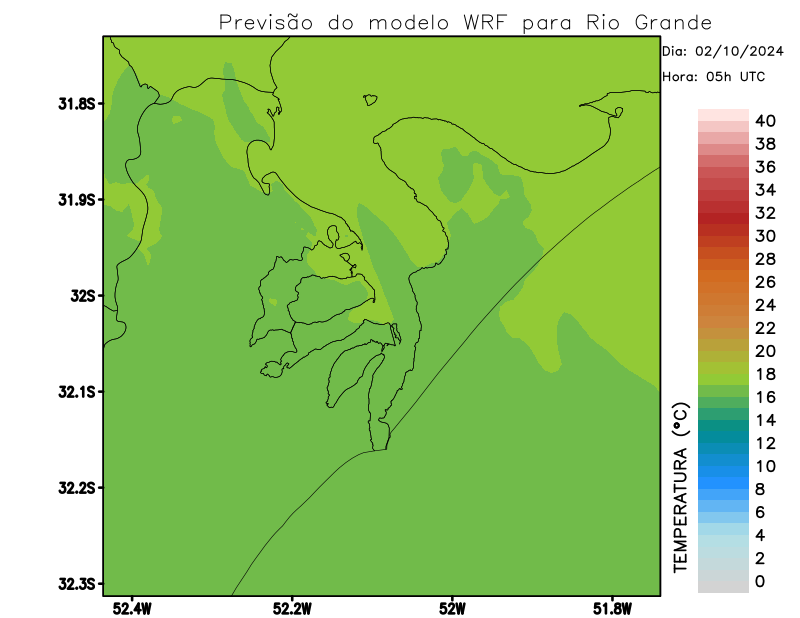 Previsão do modelo WRF para Rio Grande
Dia: 02/10/2024
Hora: 05h UTC
31.8S
31.9S
32S
32.1S
32.2S
32.3S
52.4W
52.2W
52W
51.8W
40
38
36
34
32
30
28
26
24
22
20
18
16
14
12
10
8
6
4
2
0
TEMPERATURA (°C)